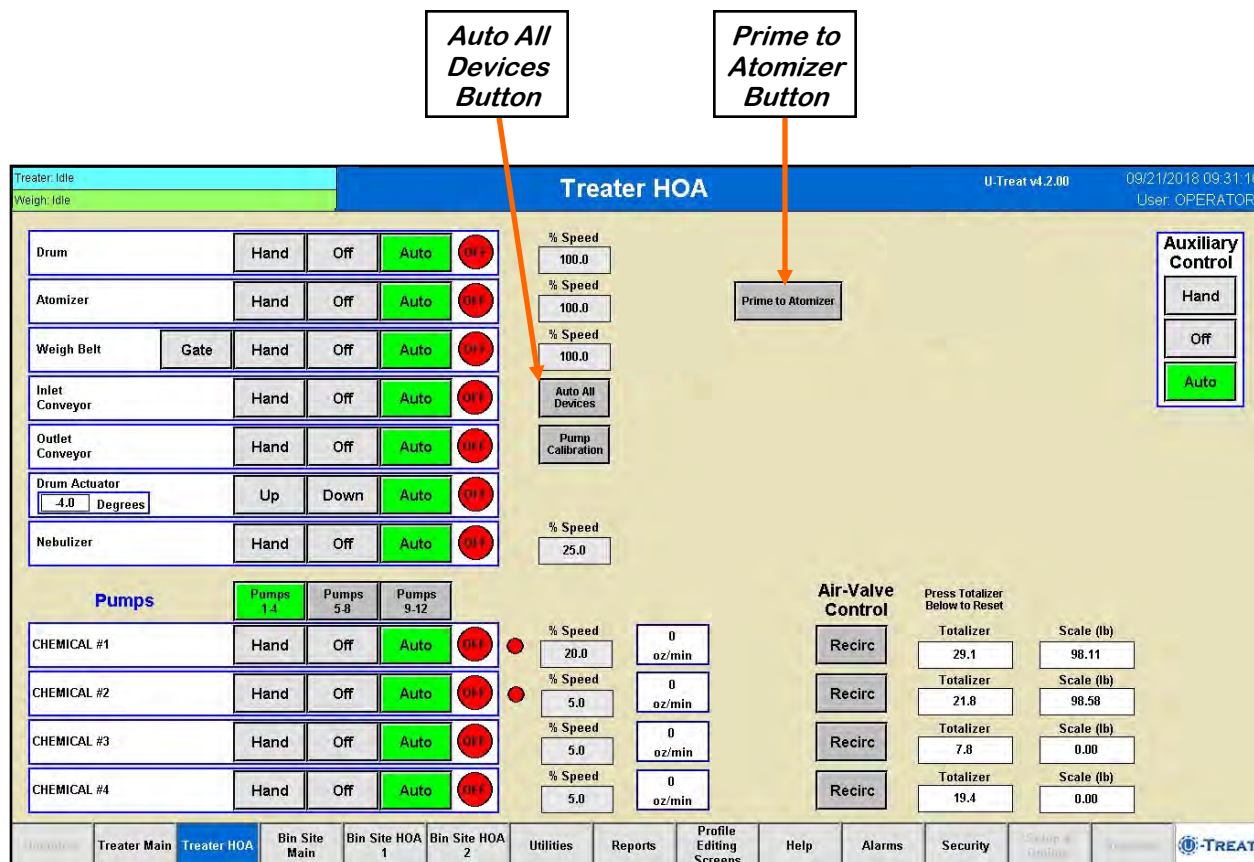 Auto All
Devices
Button
Prime to
Atomizer
Button
Treater: Idle
Weigh: Idle
Treater HOA
U-Treat v4.2.00
09/21/2018 09:31:16
User: OPERATOR
Drum
Hand
Off
Auto
OFF
% Speed
100.0
Atomizer
Hand
Off
Auto
OFF
% Speed
100.0
Prime to Atomizer
Weigh Belt
Gate
Hand
Off
Auto
OFF
% Speed
100.0
Inlet
Conveyor
Hand
Off
Auto
OFF
Auto All
Devices
Outlet
Conveyor
Hand
Off
Auto
OFF
Pump
Calibration
Drum Actuator
-4.0 Degrees
Up
Down
Auto
OFF
Nebulizer
Hand
Off
Auto
OFF
% Speed
25.0
Auxiliary
Control
Hand
Off
Auto
Pumps
Pumps
1-4
Pumps
5-8
Pumps
9-12
Air-Valve
Control
Press Totalizer
Below to Reset
CHEMICAL #1
Hand
Off
Auto
OFF
% Speed
20.0
0
oz/min
Recirc
Totalizer
29.1
Scale (lb)
98.11
CHEMICAL #2
Hand
Off
Auto
OFF
% Speed
5.0
0
oz/min
Recirc
Totalizer
21.8
Scale (lb)
98.58
CHEMICAL #3
Hand
Off
Auto
OFF
% Speed
5.0
0
oz/min
Recirc
Totalizer
7.8
Scale (lb)
0.00
CHEMICAL #4
Hand
Off
Auto
OFF
% Speed
5.0
0
oz/min
Recirc
Totalizer
19.4
Scale (lb)
0.00
Treater Main
Treater HOA
Bin Site
Main
Bin Site HOA
1
Bin Site HOA
2
Utilities
Reports
Profile
Editing
Screens
Help
Alarms
Security
U-TREAT